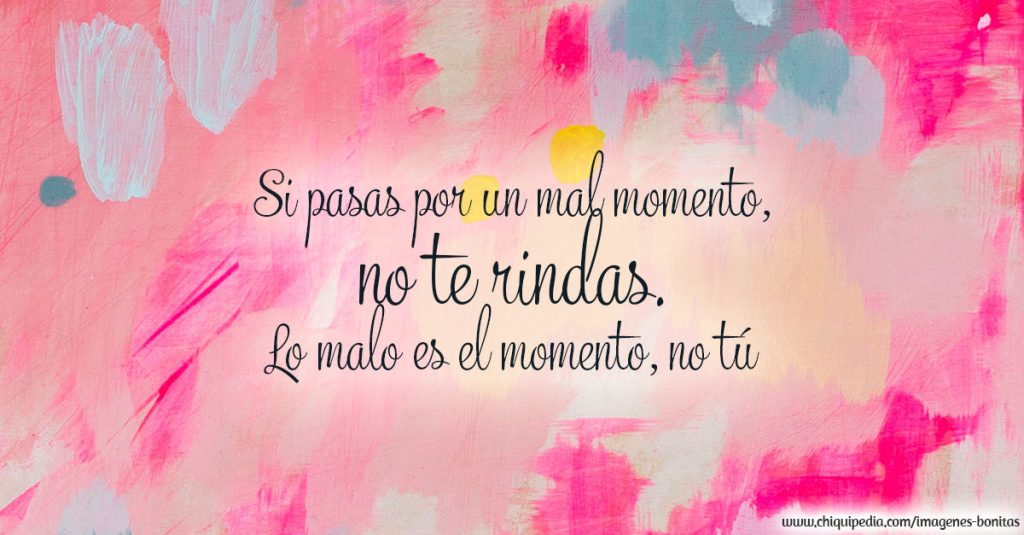 Si pasas por un mal momento,
no te rindas.
Lo malo es el momento, no tú
www.chiquipedia.com/imagenes-bonitas